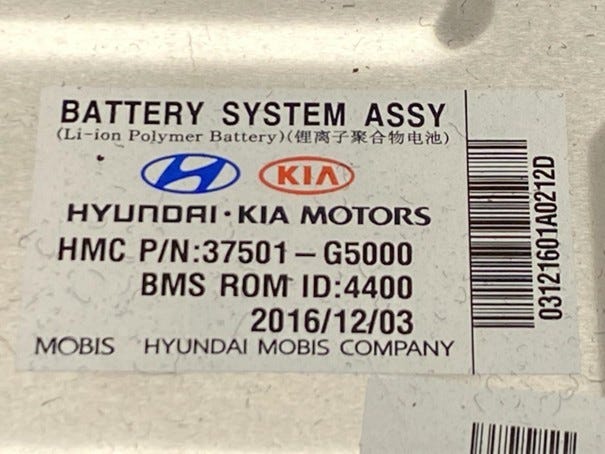 BATTERY SYSTEM ASSY
(Li-ion Polymer Battery)(锂离子聚合物电池)
KIA
HYUNDAI·KIA MOTORS
HMC P/N:37501-G5000
BMS ROM ID:4400
2016/12/03
MOBIS HYUNDAI MOBIS COMPANY
03121601A0212D